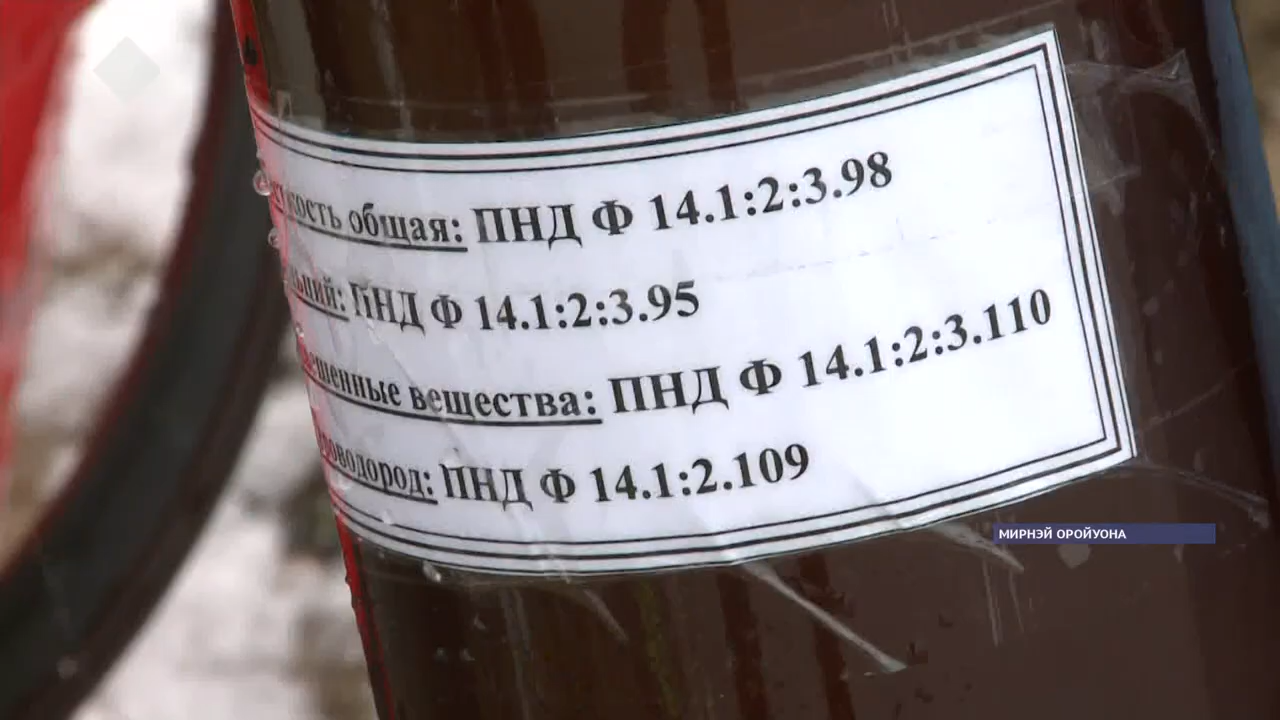 общая: ПНД Ф 14.1:2:3.98
ПНД Ф 14.1:2:3.95
вещества: ПНД Ф 14.1:2:3.110
ПНД Ф 14.1:2.109
МИРНЭЙ ОРОЙУОНА